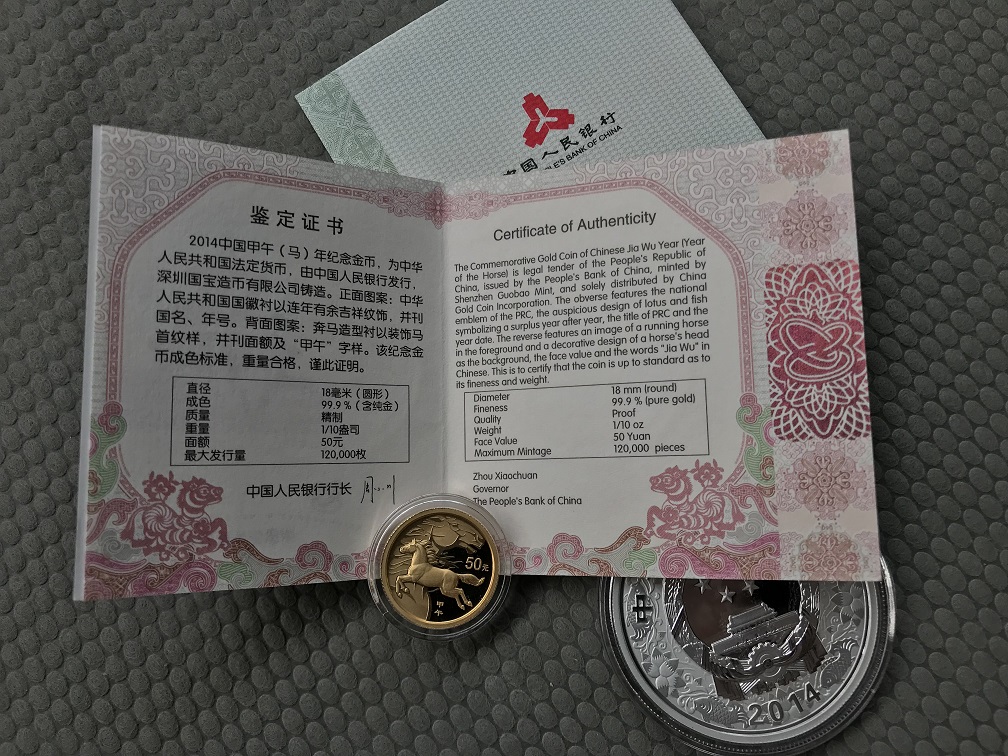 中国人民银行
LE'S BANK OF CHINA
鉴定证书
2014中国甲午（马）年纪念金币，为中华
人民共和国法定货币，由中国人民银行发行，
深圳国宝造币有限公司铸造。正面图案：中华
人民共和国国徽衬以连年有余吉祥纹饰，并刊
国名、年号。背面图案：奔马造型衬以装饰马
首纹样，并刊面额及“甲午”字样。该纪念金
币成色标准，重量合格，谨此证明。
直径 18毫米（圆形）
成色 99.9％（含纯金）
质量 精制
重量 1/10盎司
面额 50元
最大发行量 120,000枚
中国人民银行行长
Certificate of Authenticity
The Commemorative Gold Coin of Chinese Jia Wu Year (Year
of the Horse) is legal tender of the People's Republic of
China, issued by the People's Bank of China, minted by
Shenzhen Guobao Mint, and solely distributed by China
Gold Coin Incorporation. The obverse features the national
emblem of the PRC, the auspicious design of lotus and fish
symbolizing a surplus year after year, the title of PRC and the
year date. The reverse features an image of a running horse
in the foreground and a decorative design of a horse's head
as the background, the face value and the words "Jia Wu" in
Chinese. This is to certify that the coin is up to standard as to
its fineness and weight.
Diameter 18 mm (round)
Fineness 99.9 % (pure gold)
Quality Proof
Weight 1/10 oz
Face Value 50 Yuan
Maximum Mintage 120,000 pieces
Zhou Xiaochuan
Governor
The People's Bank of China
50元
甲
午
中
2014